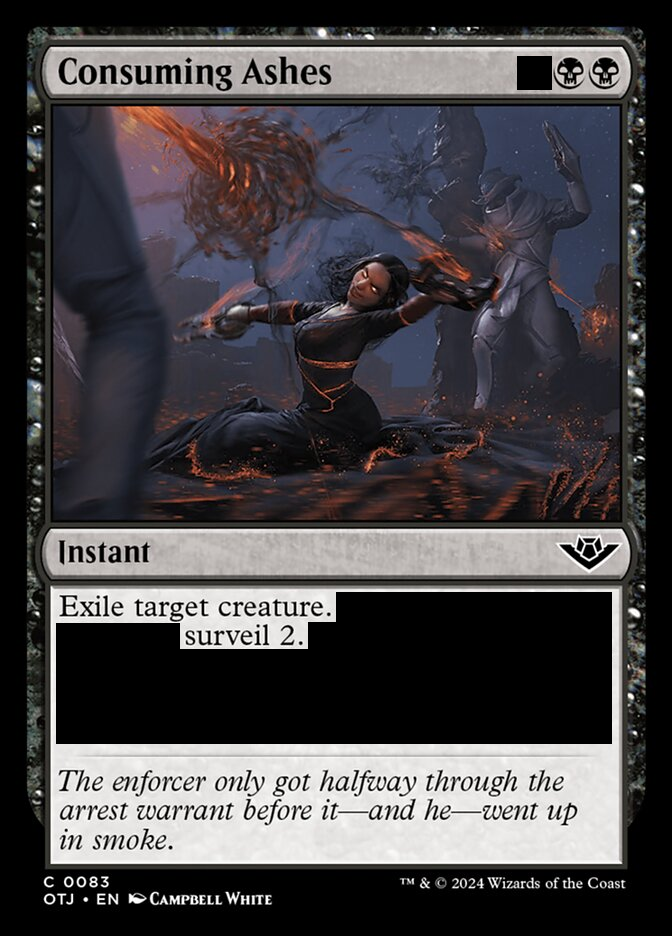 Consuming Ashes
Instant
Exile target creature.
surveil 2.
The enforcer only got halfway through the
arrest warrant before it—and he—went up
in smoke.
C 0083
OTJ • EN Campbell White
™ & © 2024 Wizards of the Coast